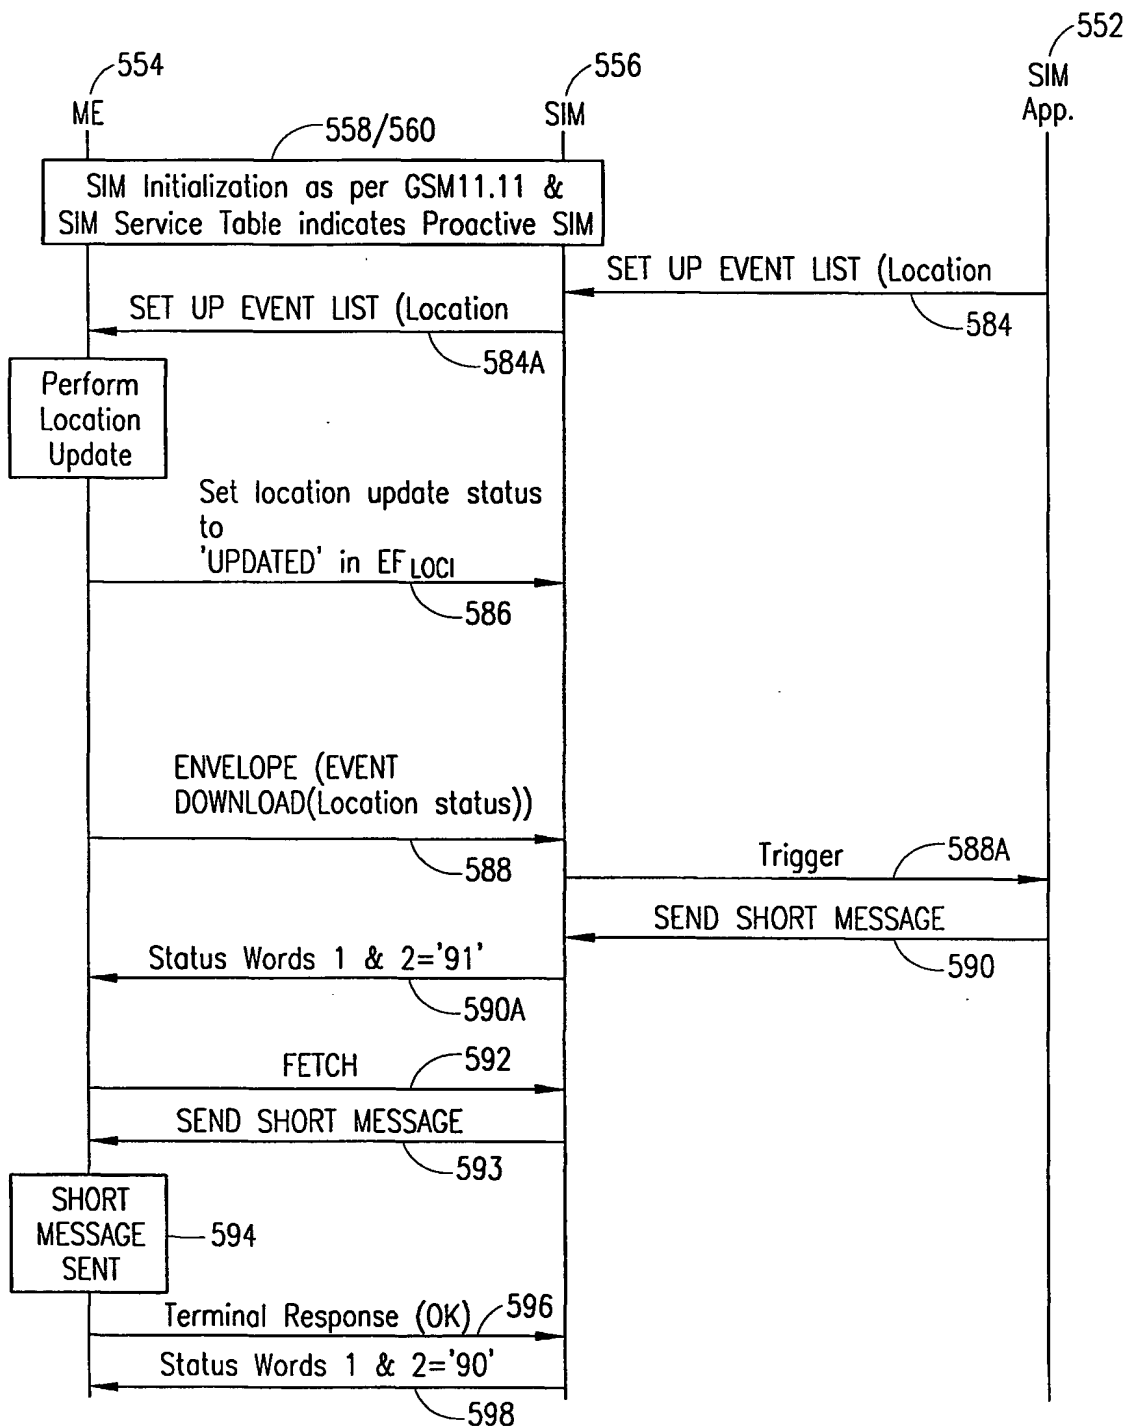 552
554
556
SIM
App.
ME
SIM
558/560
SIM Initialization as per GSM11.11 &
SIM Service Table indicates Proactive SIM
SET UP EVENT LIST (Location
584
SET UP EVENT LIST (Location
584A
Perform
Location
Update
Set location update status
to
'UPDATED' in EF LOCI
586
ENVELOPE (EVENT
DOWNLOAD(Location status))
588
Trigger
588A
SEND SHORT MESSAGE
590
Status Words 1 & 2='91'
590A
FETCH
592
SEND SHORT MESSAGE
593
SHORT
MESSAGE
SENT
594
Terminal Response (OK)
596
Status Words 1 & 2='90'
598